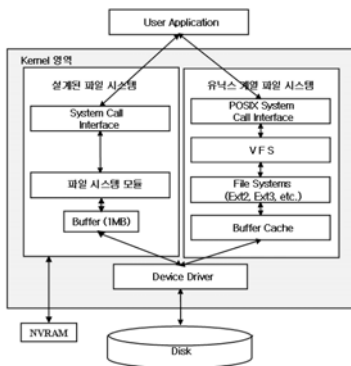 User Application
Kernel 영역
설계된 파일 시스템
System Call
Interface
파일 시스템 모듈
Buffer (1MB)
유닉스 계열 파일 시스템
POSIX System
Call Interface
V F S
File Systems
(Ext2, Ext3, etc.)
Buffer Cache
Device Driver
NVRAM
Disk